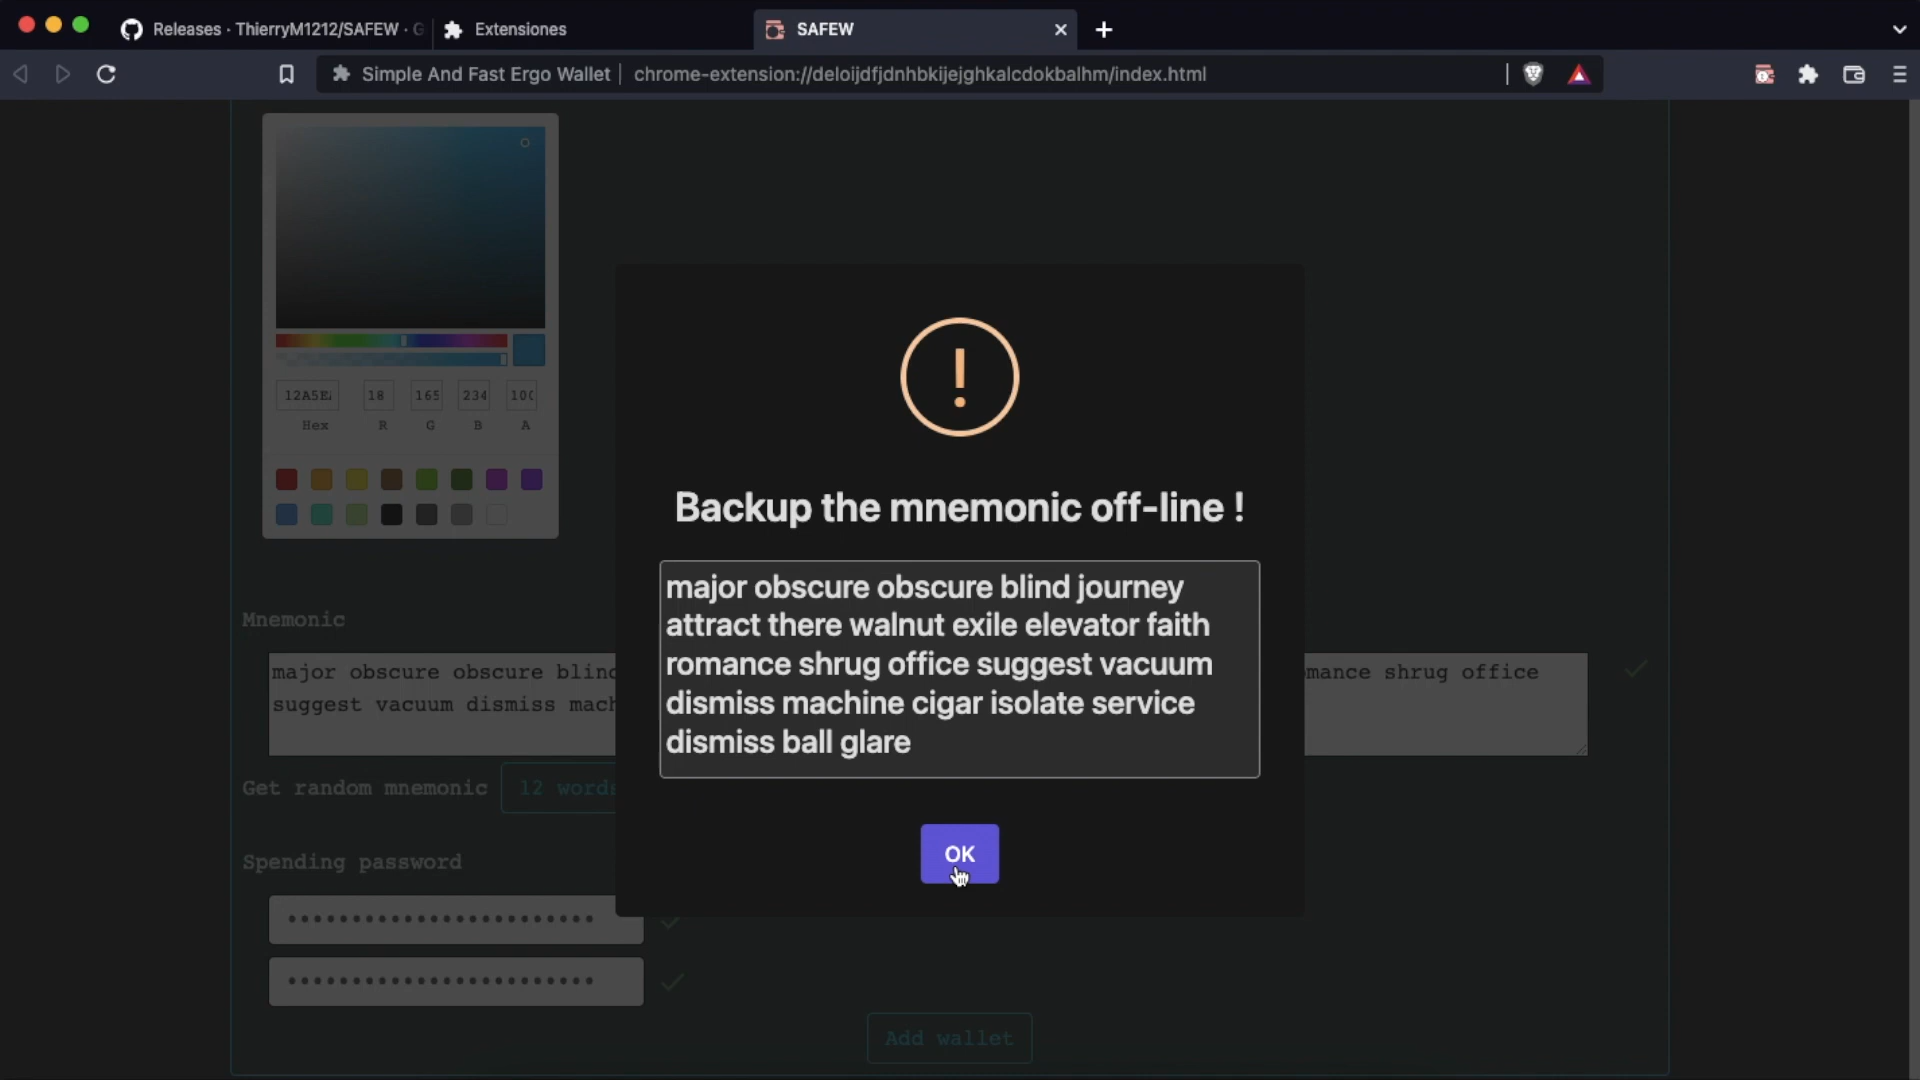 Releases · ThierryM1212/SAFEW · G
Extensiones
SAFEW
Simple And Fast Ergo Wallet
chrome-extension://deloijdfjdnhbkijejghkalcdokbalhm/index.html
12A5E
18
165
234
100
Hex
R
G
B
A
Backup the mnemonic off-line !
major obscure obscure blind journey
attract there walnut exile elevator faith
romance shrug office suggest vacuum
dismiss machine cigar isolate service
dismiss ball glare
OK
Mnemonic
major obscure obscure blind
mance shrug office
suggest vacuum dismiss mach
Get random mnemonic
12 words
Spending password
Add wallet